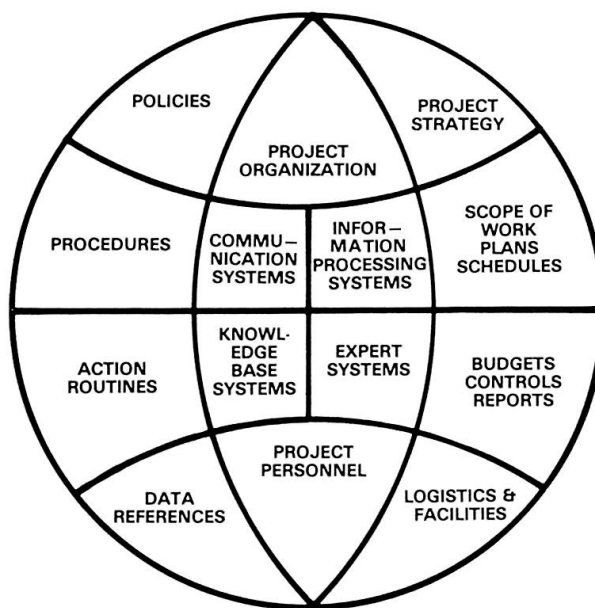 POLICIES
PROJECT
ORGANIZATION
PROJECT
STRATEGY
PROCEDURES
COMMU—
NICATION
SYSTEMS
INFOR—
MATION
PROCESSING
SYSTEMS
SCOPE OF
WORK
PLANS
SCHEDULES
ACTION
ROUTINES
KNOWL-
EDGE
BASE
SYSTEMS
EXPERT
SYSTEMS
BUDGETS
CONTROLS
REPORTS
DATA
REFERENCES
PROJECT
PERSONNEL
LOGISTICS &
FACILITIES